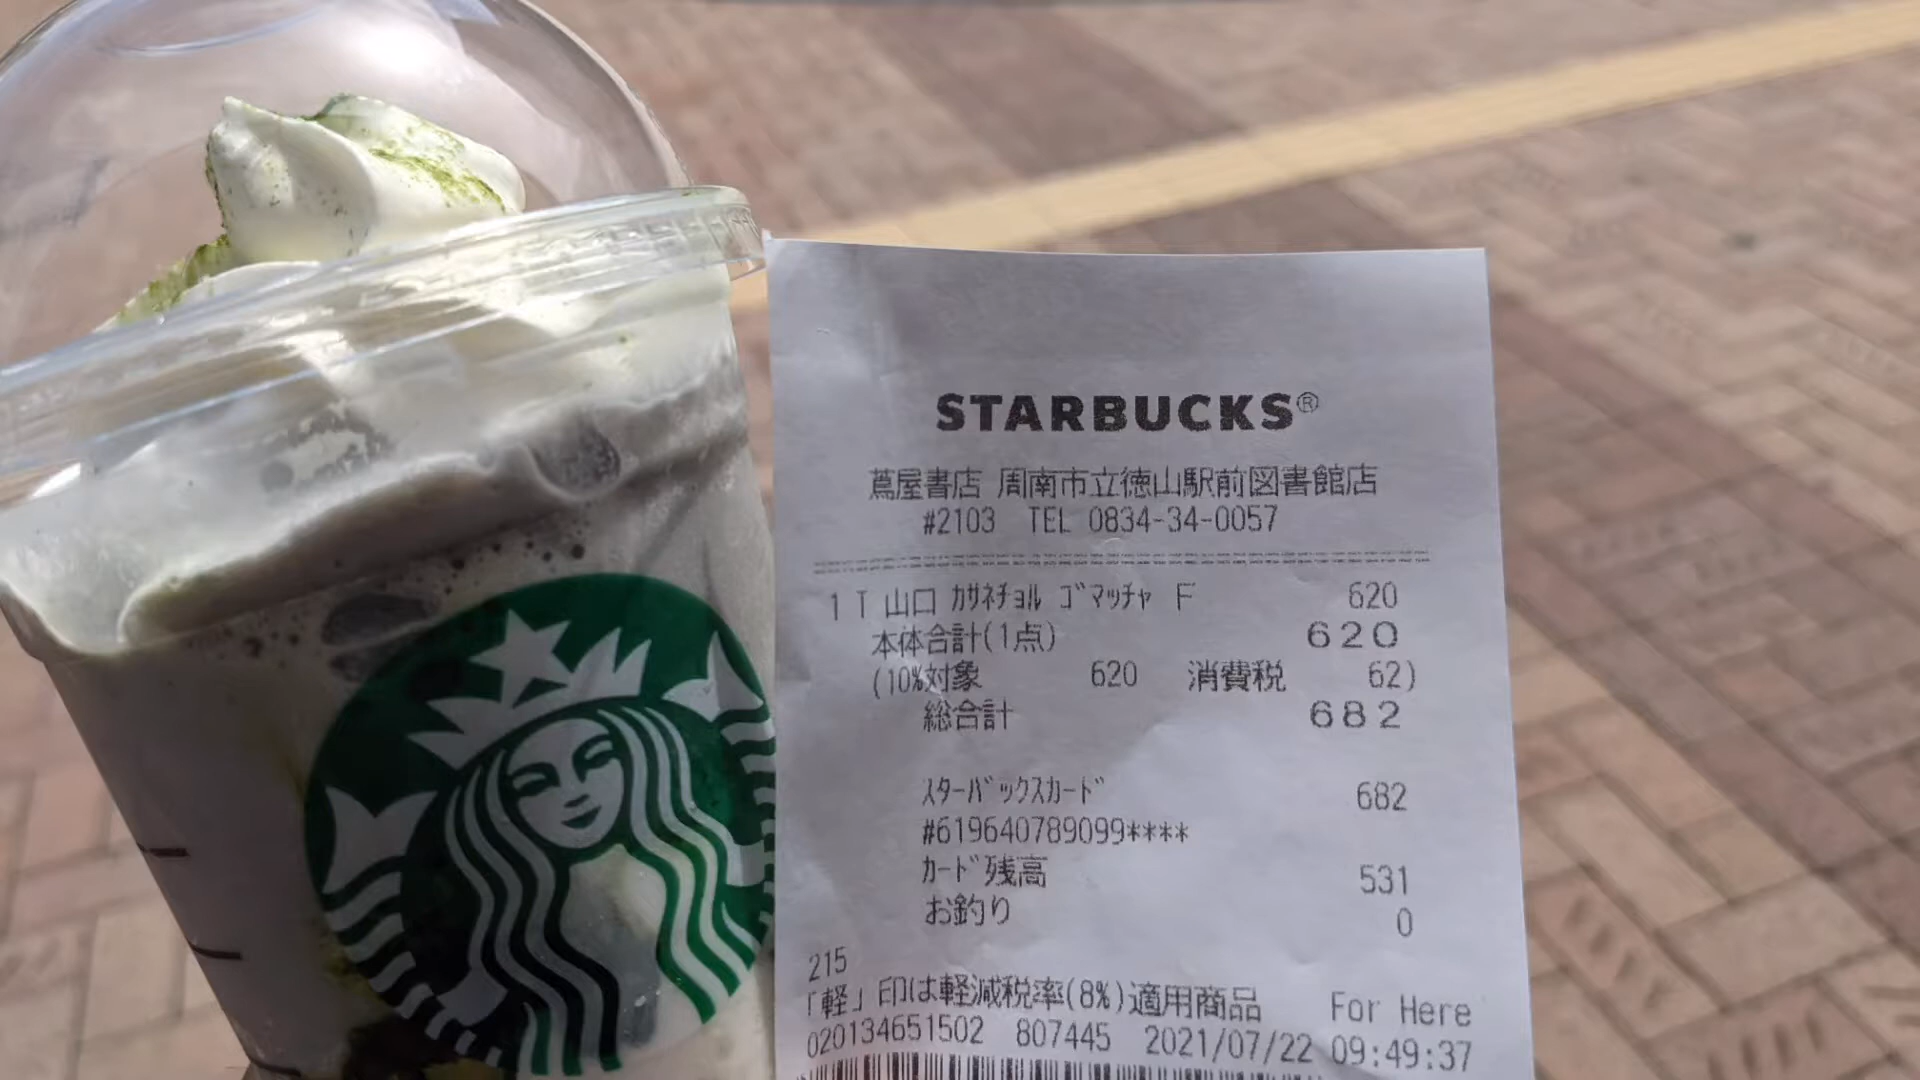 STARBUCKS®
蔦屋書店 周南市立徳山駅前図書館店
#2103 TEL 0834-34-0057
1 T 山口 ｶｻﾈﾁｮﾙ ｺﾞﾏｯﾁｬ F 620
本体合計(1点) 620
(10%対象 620 消費税 62)
総合計 682
ｽﾀｰﾊﾞｯｸｽｶｰﾄﾞ 682
#619640789099****
ｶｰﾄﾞ残高 531
お釣り 0
215
「軽」印は軽減税率(8%)適用商品 For Here
020134651502 807445 2021/07/22 09:49:37